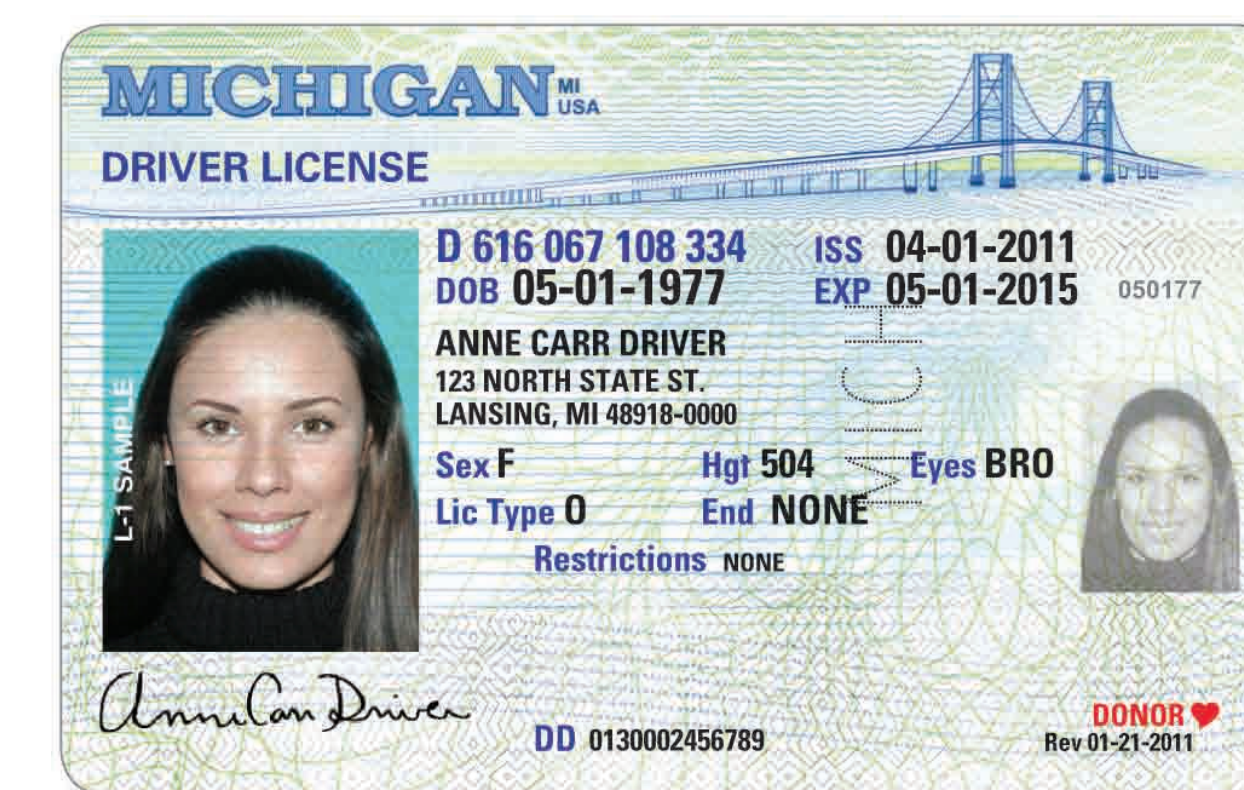 MICHIGAN MI USA
DRIVER LICENSE
D 616 067 108 334 ISS 04-01-2011
DOB 05-01-1977 EXP 05-01-2015 050177
ANNE CARR DRIVER
123 NORTH STATE ST.
LANSING, MI 48918-0000
Sex F Hgt 504 Eyes BRO
Lic Type O End NONE
Restrictions NONE
MICH
L-1 SAMPLE
Anne Carr Driver
DD 0130002456789
DONOR
Rev 01-21-2011